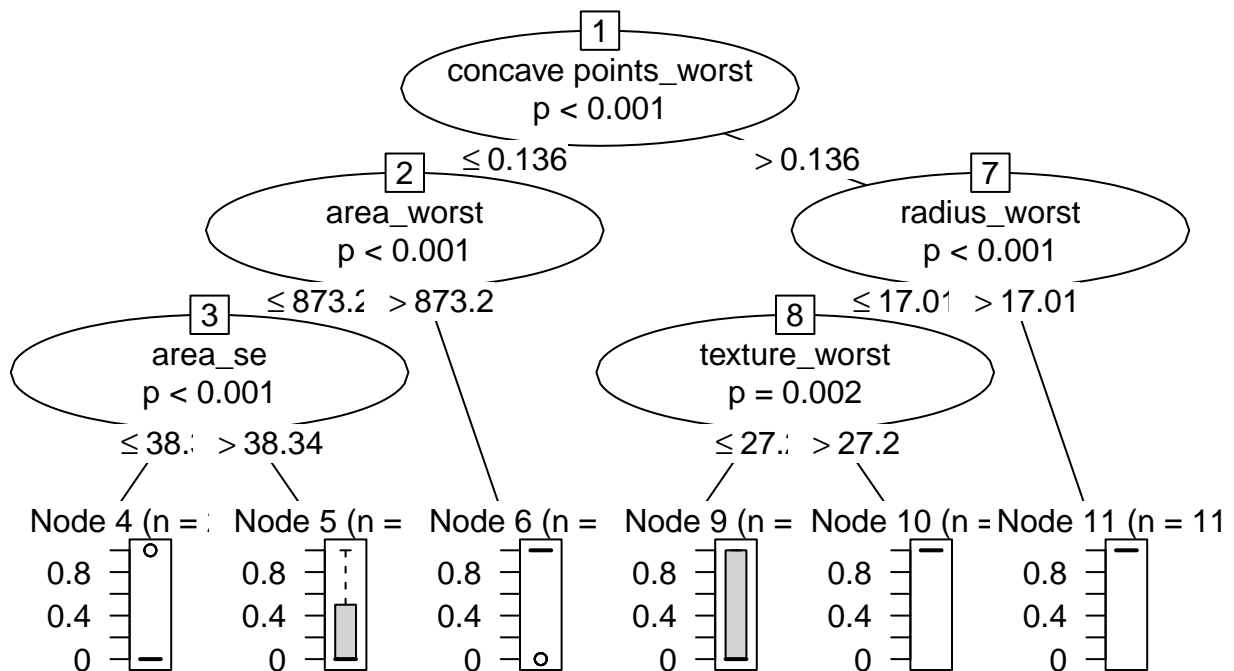 1
concave points_worst
p < 0.001
≤ 0.136
> 0.136
2
area_worst
p < 0.001
7
radius_worst
p < 0.001
≤ 873.2
> 873.2
≤ 17.01
> 17.01
3
area_se
p < 0.001
8
texture_worst
p = 0.002
≤ 38.
> 38.34
≤ 27.
> 27.2
Node 4 (n =
Node 5 (n =
Node 6 (n =
Node 9 (n =
Node 10 (n =
Node 11 (n = 11
0.8
0.4
0
0.8
0.4
0
0.8
0.4
0
0.8
0.4
0
0.8
0.4
0
0.8
0.4
0